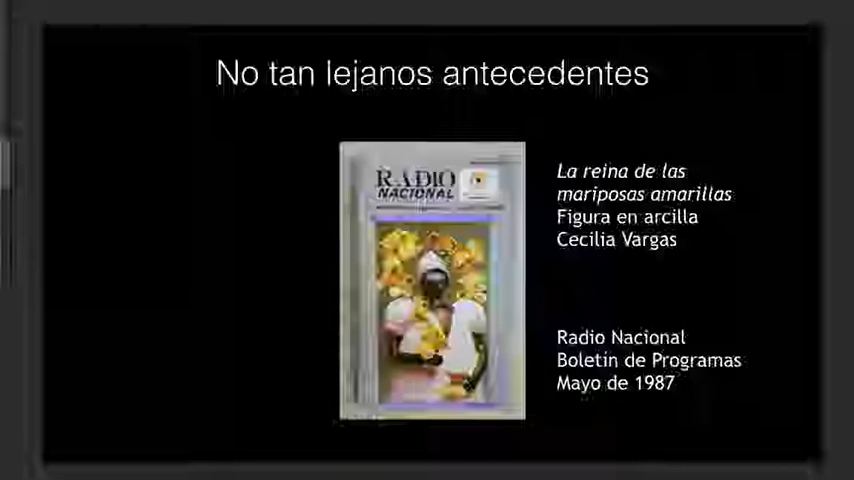 No tan lejanos antecedentes
RADIO
NACIONAL
La reina de las
mariposas amarillas
Figura en arcilla
Cecilia Vargas
Radio Nacional
Boletín de Programas
Mayo de 1987